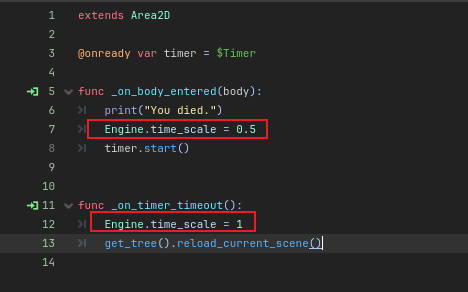 1 extends Area2D
2
3 @onready var timer = $Timer
4
5 func _on_body_entered(body):
6 print("You died.")
7 Engine.time_scale = 0.5
8 timer.start()
9
10
11 func _on_timer_timeout():
12 Engine.time_scale = 1
13 get_tree().reload_current_scene()
14